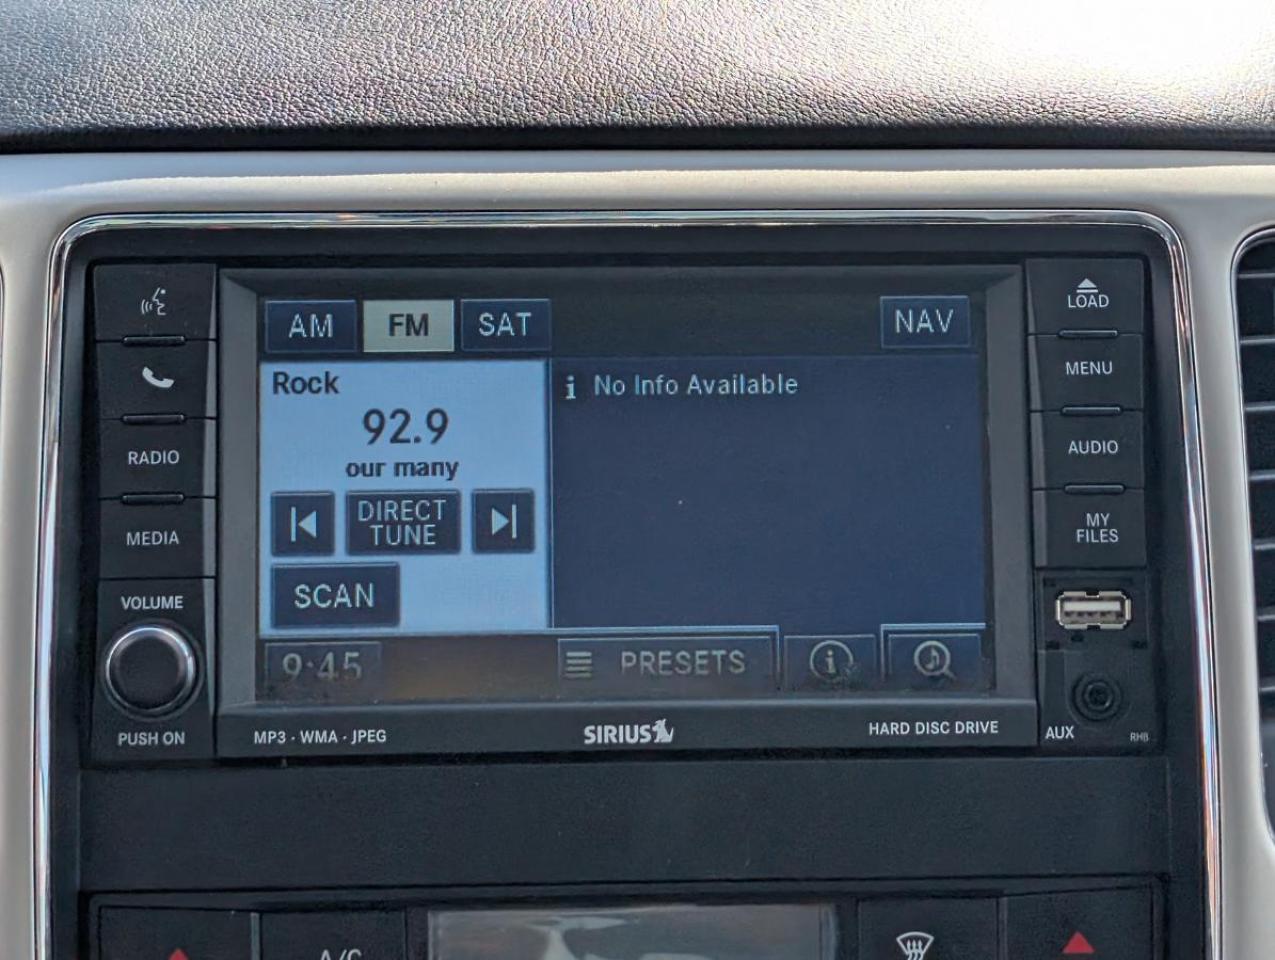 AM FM SAT NAV
Rock
92.9
our many
DIRECT
TUNE
SCAN
i No Info Available
9:45
PRESETS
i
RADIO
MEDIA
VOLUME
PUSH ON
LOAD
MENU
AUDIO
MY
FILES
AUX
RHB
MP3 · WMA · JPEG
SIRIUS
HARD DISC DRIVE
A/C